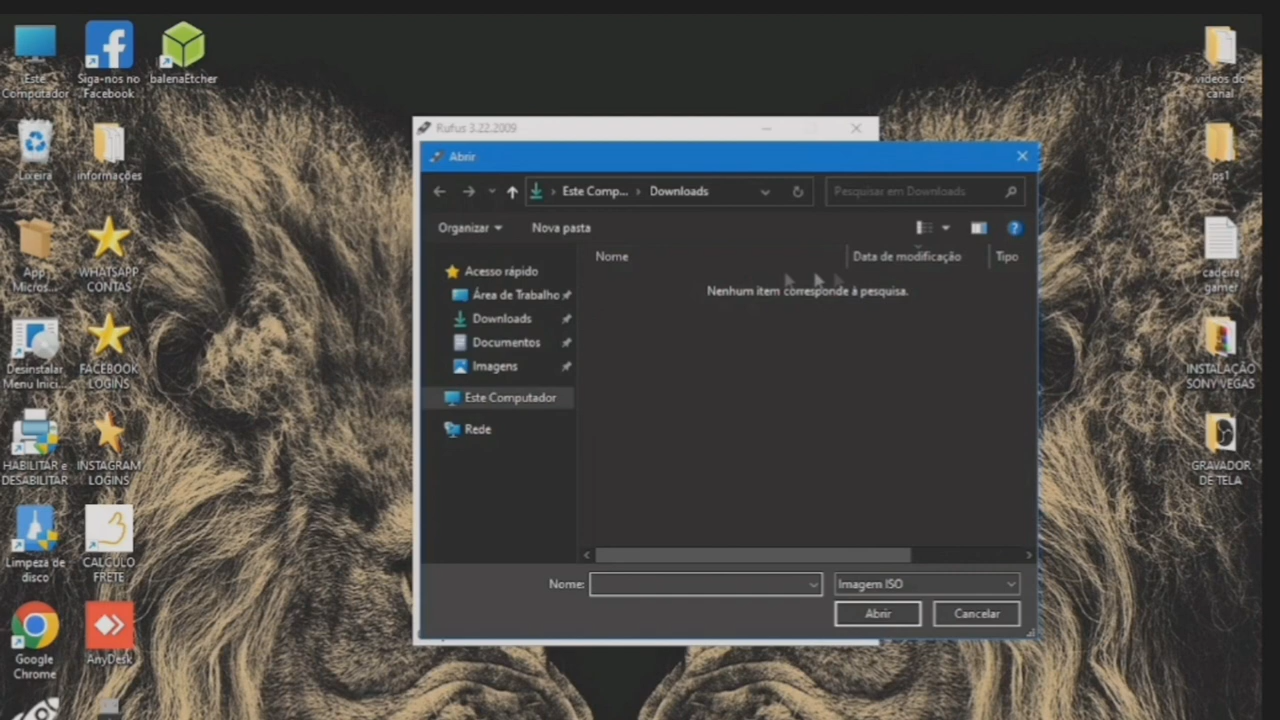 Este
Computador
Siga-nos no
Facebook
balenaEtcher
Lixeira
informações
App
Micros...
WHATSAPP
CONTAS
Desinstalar
Menu Inici...
FACEBOOK
LOGINS
HABILITAR e
DESABILITAR
INSTAGRAM
LOGINS
Limpeza de
disco
CALCULO
FRETE
Google
Chrome
AnyDesk
Rufus 3.22.2009
Abrir
Este Comp... › Downloads
Pesquisar em Downloads
Organizar
Nova pasta
Acesso rápido
Área de Trabalho
Downloads
Documentos
Imagens
Este Computador
Rede
Nome
Data de modificação
Tipo
Nenhum item corresponde à pesquisa.
Nome:
Imagem ISO
Abrir
Cancelar
videos do
canal
ps1
cadeira
gamer
INSTALAÇÃO
SONY VEGAS
GRAVADOR
DE TELA